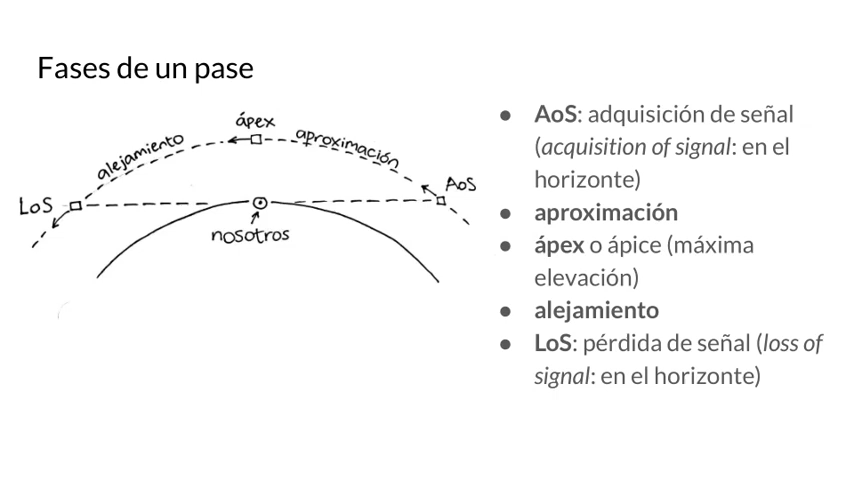 Fases de un pase
ápex
alejamiento
aproximación
AoS
LoS
nosotros
● AoS: adquisición de señal
(acquisition of signal: en el
horizonte)
● aproximación
● ápex o ápice (máxima
elevación)
● alejamiento
● LoS: pérdida de señal (loss of
signal: en el horizonte)